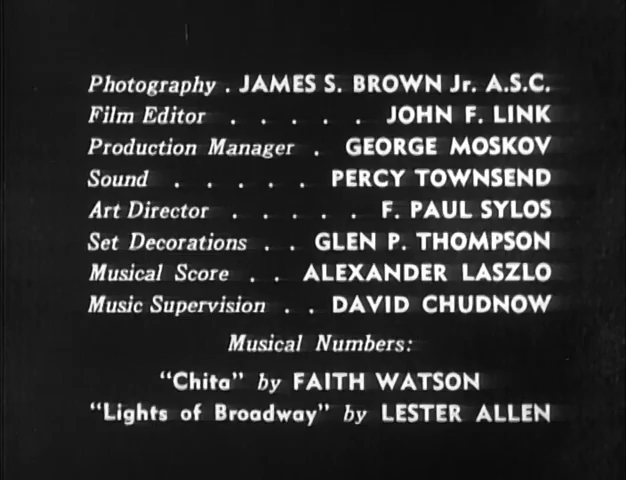 Photography . JAMES S. BROWN Jr. A.S.C.
Film Editor . . . . . JOHN F. LINK
Production Manager . GEORGE MOSKOV
Sound . . . . . PERCY TOWNSEND
Art Director . . . . . F. PAUL SYLOS
Set Decorations . . GLEN P. THOMPSON
Musical Score . . ALEXANDER LASZLO
Music Supervision . . DAVID CHUDNOW
Musical Numbers:
"Chita" by FAITH WATSON
"Lights of Broadway" by LESTER ALLEN